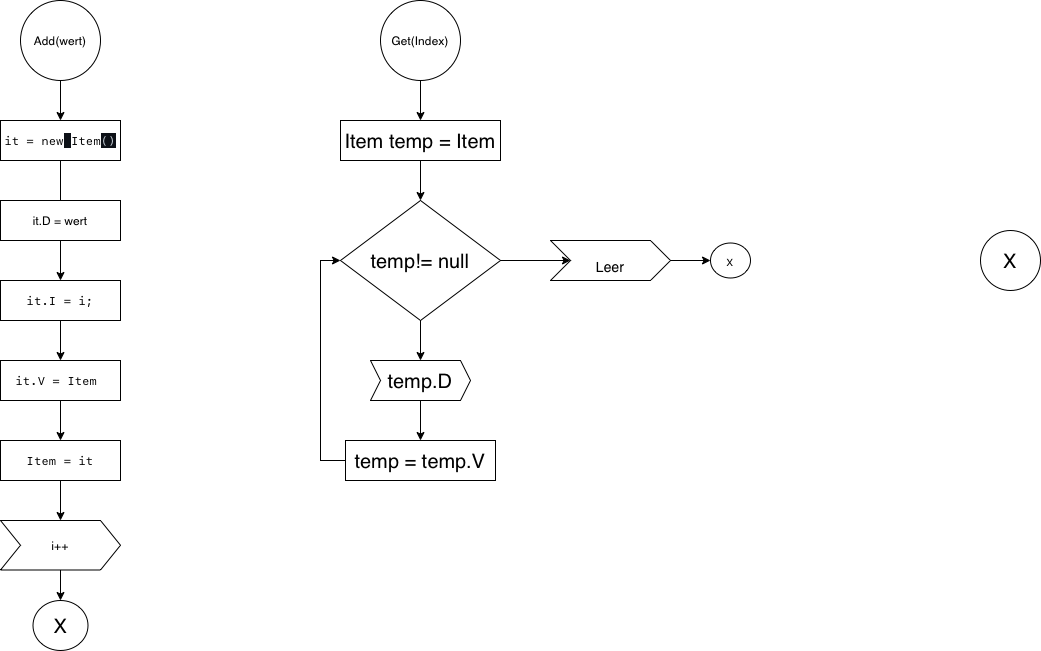 Add(wert)
it = new Item()
it.D = wert
it.I = i;
it.V = Item
Item = it
i++
X
Get(Index)
Item temp = Item
temp!= null
Leer
x
temp.D
temp = temp.V
X